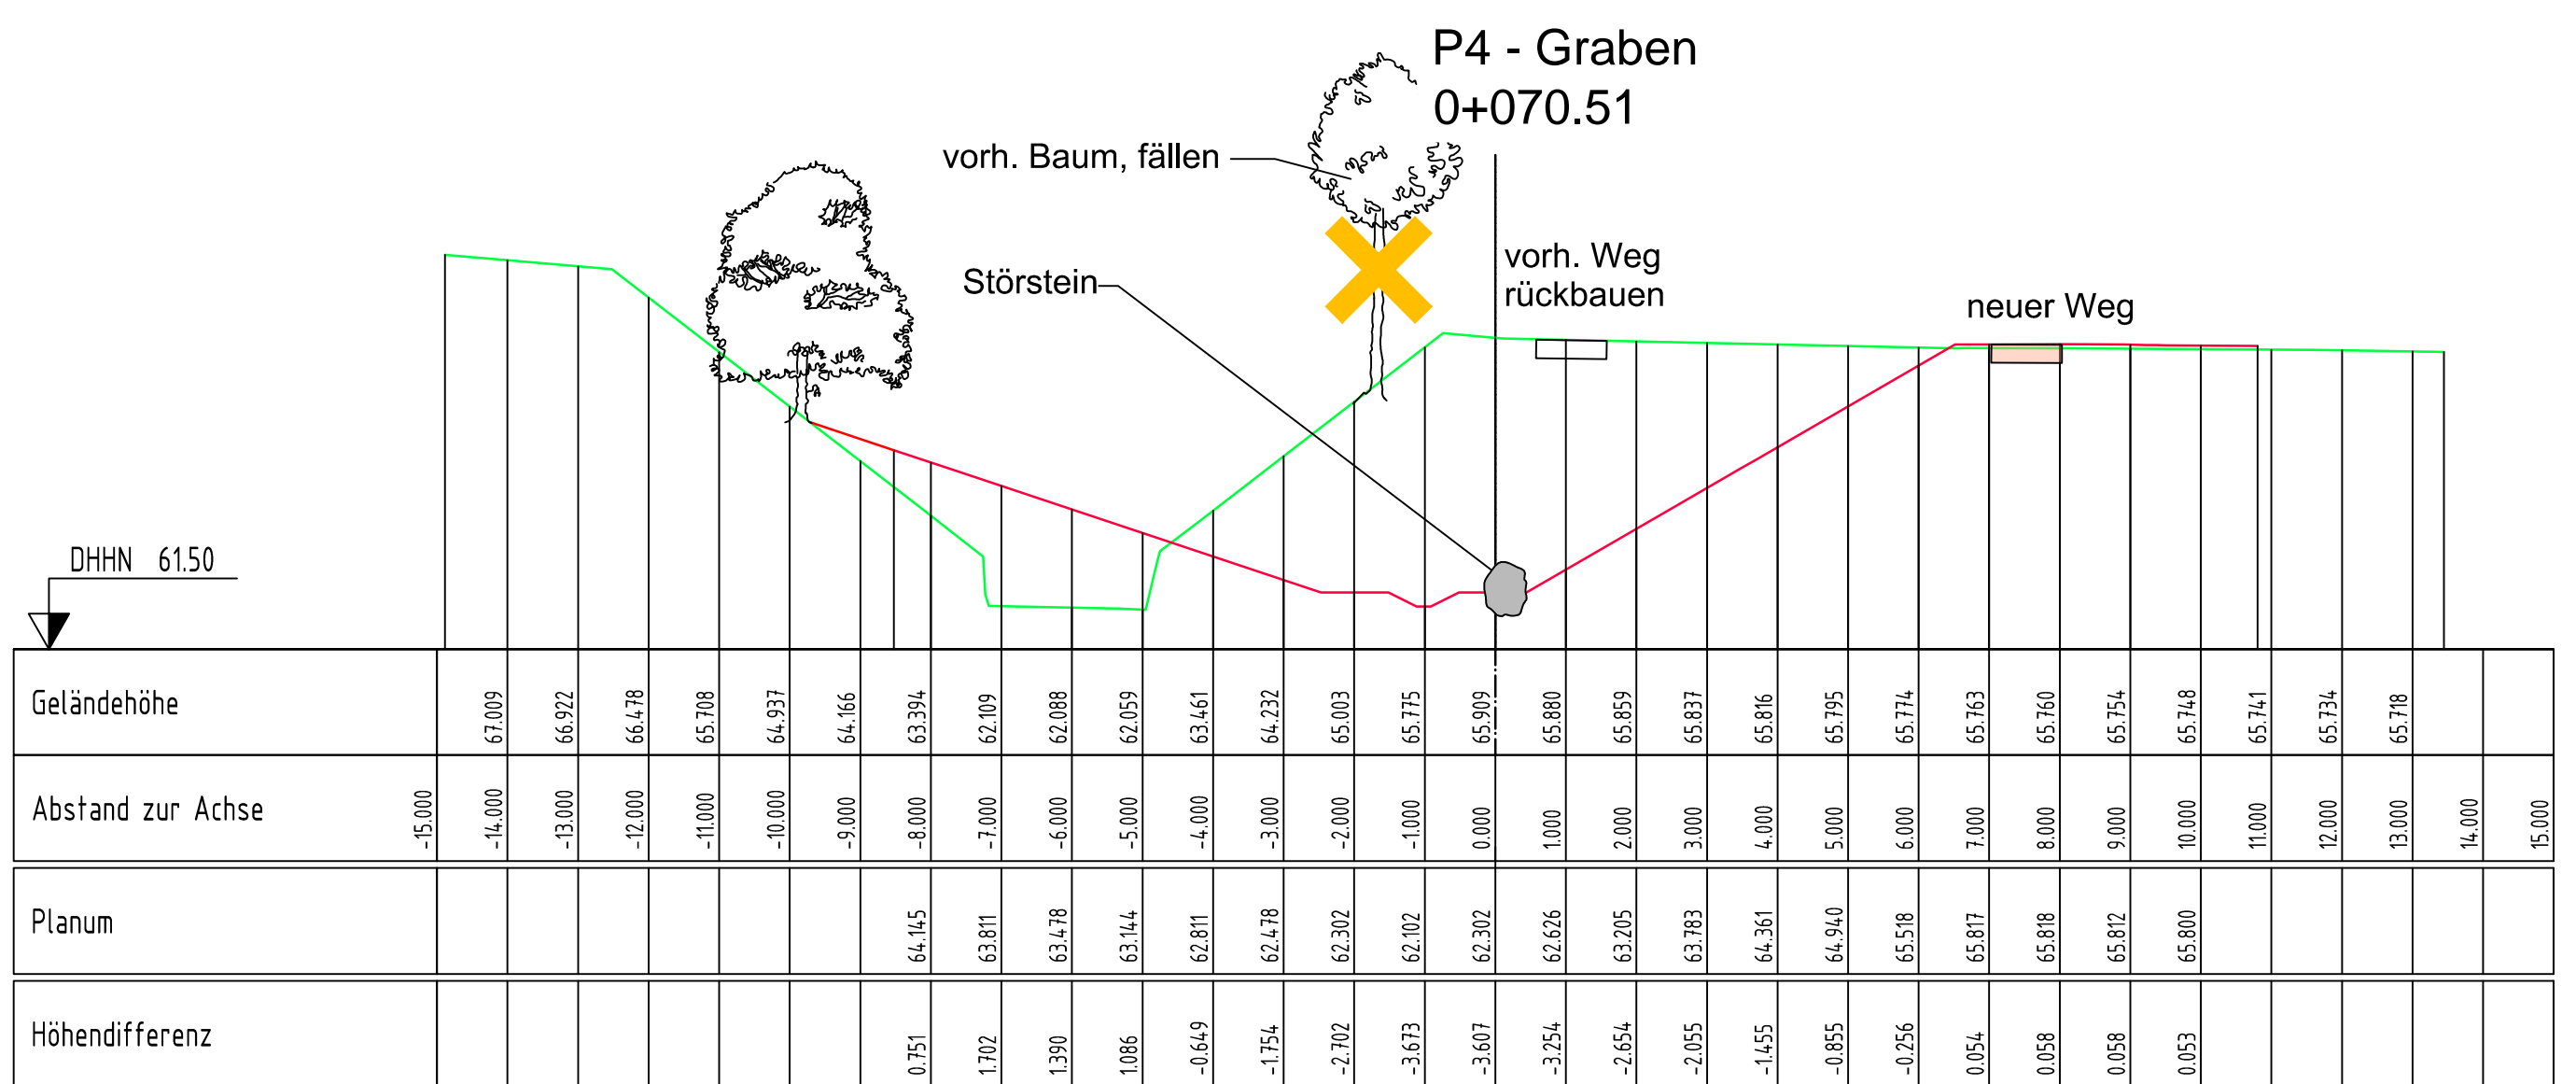 P4 - Graben
0+070.51
vorh. Baum, fällen
Störstein
vorh. Weg
rückbauen
neuer Weg
DHHN 61.50
Geländehöhe 67.009 66.922 66.478 65.708 64.937 64.166 63.394 62.109 62.088 62.059 63.461 64.232 65.003 65.775 65.909 65.880 65.859 65.837 65.816 65.795 65.774 65.763 65.760 65.754 65.748 65.741 65.734 65.718
Abstand zur Achse -15.000 -14.000 -13.000 -12.000 -11.000 -10.000 -9.000 -8.000 -7.000 -6.000 -5.000 -4.000 -3.000 -2.000 -1.000 0.000 1.000 2.000 3.000 4.000 5.000 6.000 7.000 8.000 9.000 10.000 11.000 12.000 13.000 14.000 15.000
Planum 64.145 63.811 63.478 63.144 62.811 62.478 62.302 62.102 62.302 62.626 63.205 63.783 64.361 64.940 65.518 65.817 65.818 65.812 65.800
Höhendifferenz 0.751 1.702 1.390 1.086 -0.649 -1.754 -2.702 -3.673 -3.607 -3.254 -2.654 -2.055 -1.455 -0.855 -0.256 0.054 0.058 0.058 0.053